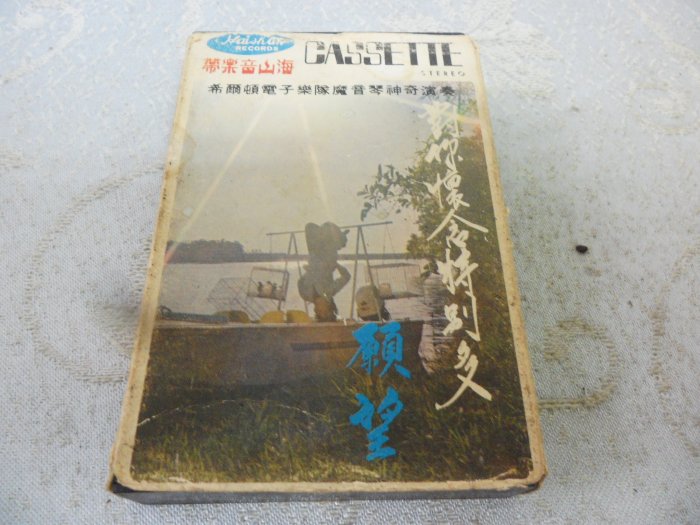 Haishan
RECORDS
CASSETTE
STEREO
帶樂音山海
希爾頓電子樂隊魔音琴神奇演奏
對你懷念特別多
願望